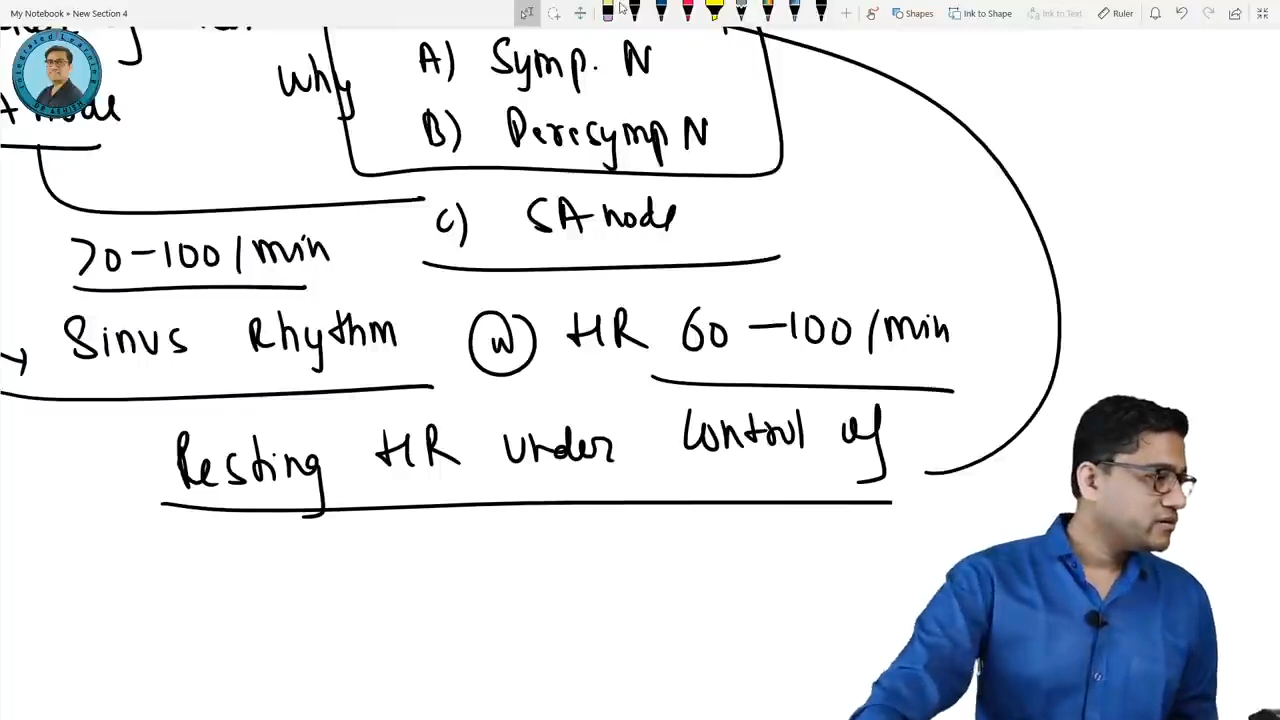 My Notebook » New Section 4
Shapes Ink to Shape Ink to Text Ruler
Why
A) Symp. N
B) Perasymp N
node
C) SA node
70-100/min
Sinus Rhythm N HR 60-100/min
Resting HR under control of